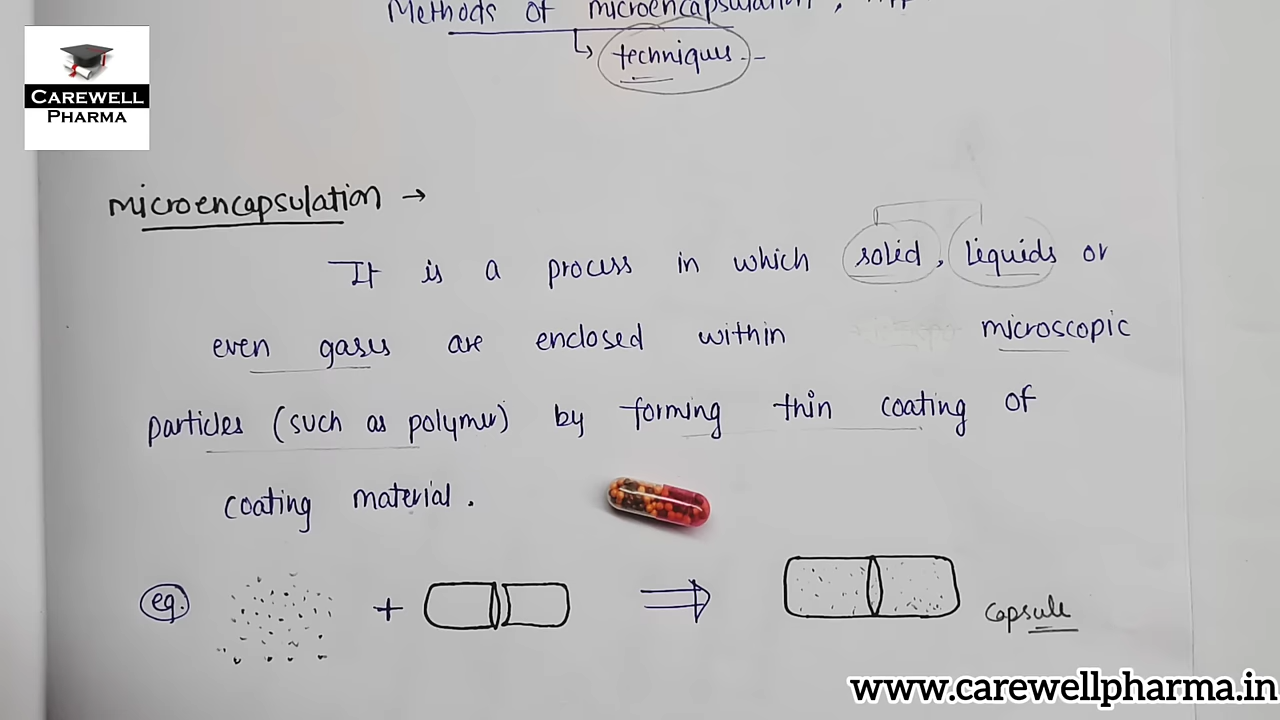 Methods of microencapsulation,
↳ techniques - -
CAREWELL
PHARMA
microencapsulation →
It is a process in which solid, liquids or
even gases are enclosed within microscopic
particles (such as polymer) by forming thin coating of
coating material.
eg. + ⇒ capsule
www.carewellpharma.in